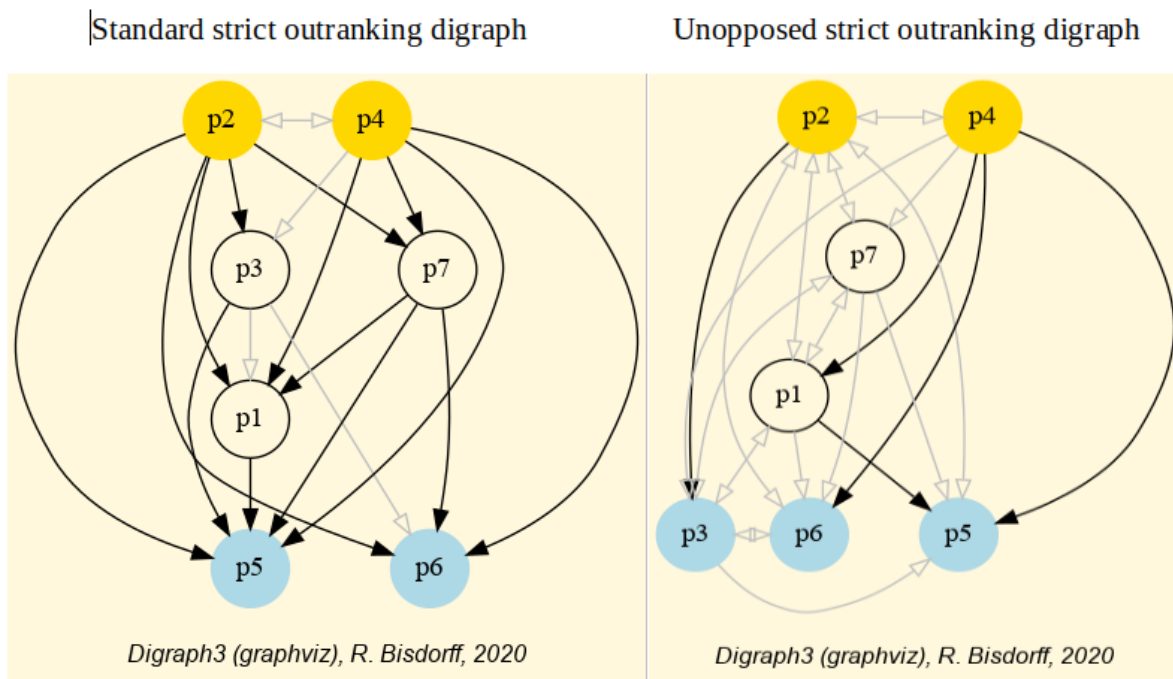 Standard strict outranking digraph
Unopposed strict outranking digraph
p2
p4
p3
p7
p1
p5
p6
Digraph3 (graphviz), R. Bisdorff, 2020
p2
p4
p7
p1
p3
p6
p5
Digraph3 (graphviz), R. Bisdorff, 2020